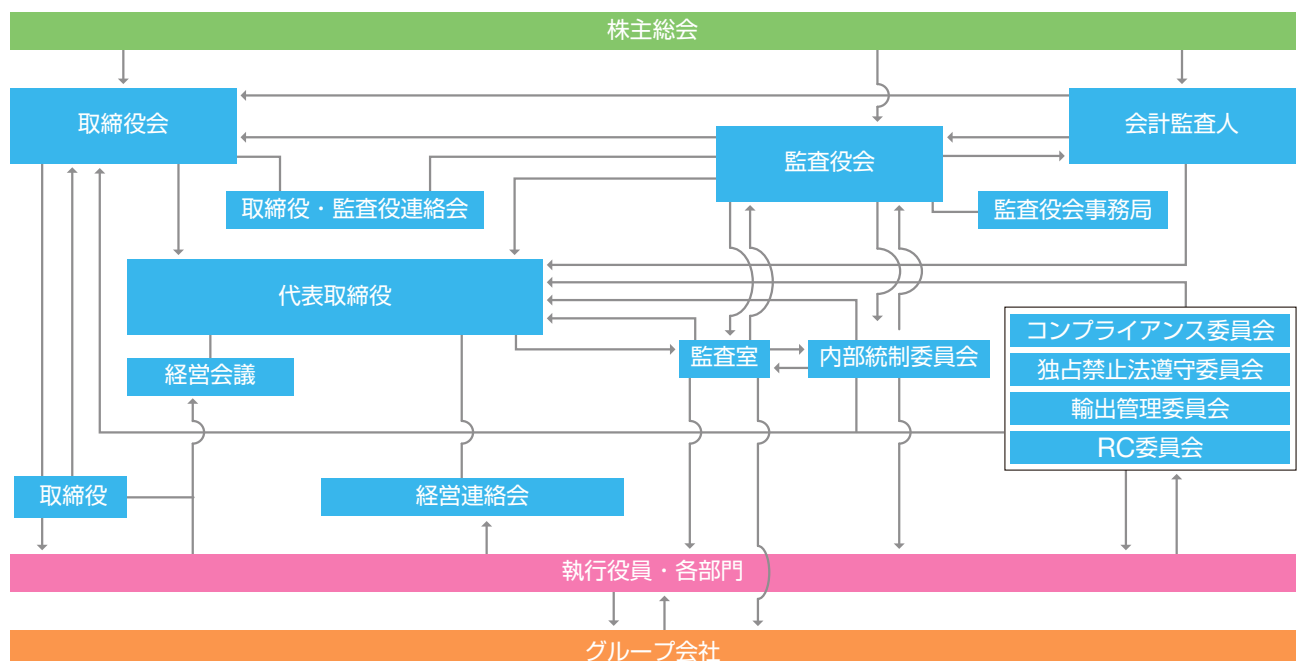 株主総会
取締役会
会計監査人
監査役会
取締役・監査役連絡会
監査役会事務局
代表取締役
コンプライアンス委員会
監査室
内部統制委員会
独占禁止法遵守委員会
経営会議
輸出管理委員会
RC委員会
取締役
経営連絡会
執行役員・各部門
グループ会社